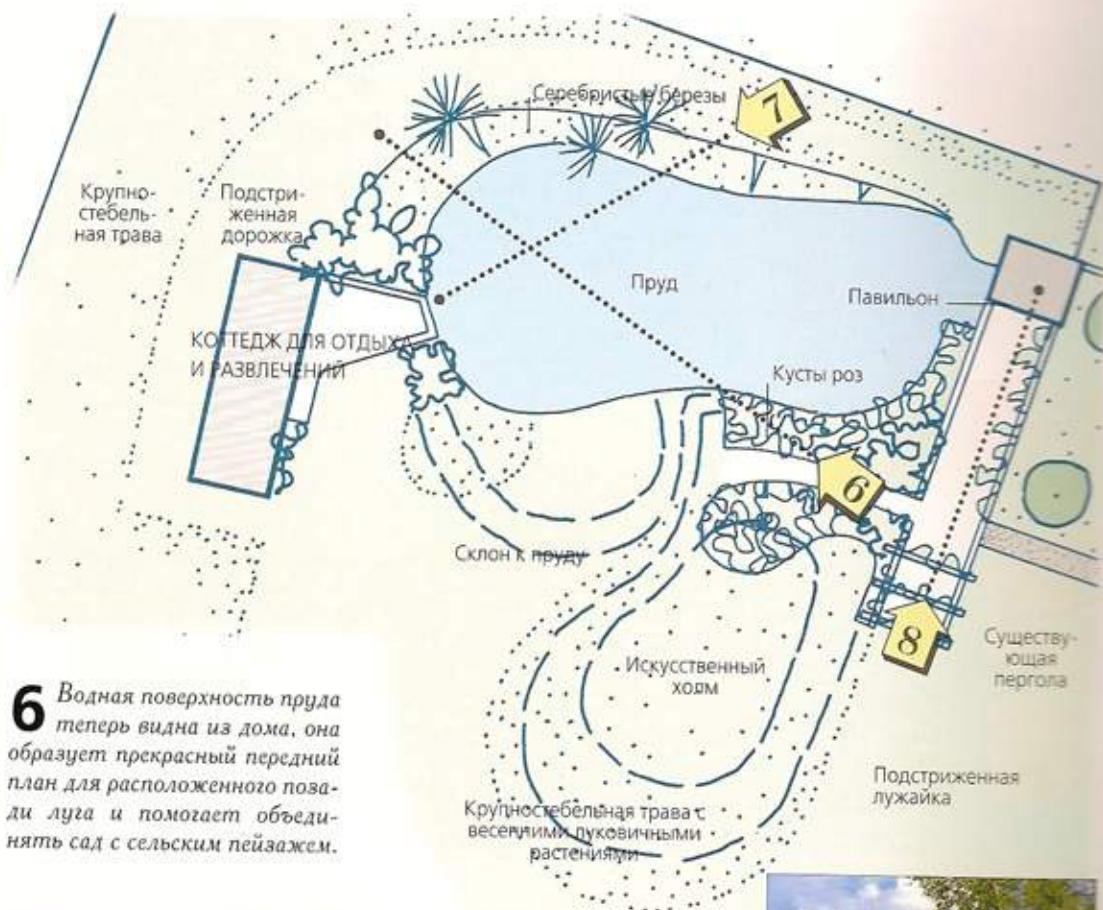 Серебристые березы
7
Крупно-
стебель-
ная трава
Подстри-
женная
дорожка
Пруд
Павильон
КОТТЕДЖ ДЛЯ ОТДЫХА
И РАЗВЛЕЧЕНИЙ
Кусты роз
6
Склон к пруду
8
Искусственный
холм
Существу-
ющая
пергола
Подстриженная
лужайка
Крупностебельная трава с
весенними луковичными
растениями
6 Водная поверхность пруда
теперь видна из дома, она
образует прекрасный передний
план для расположенного поза-
ди луга и помогает объеди-
нять сад с сельским пейзажем.